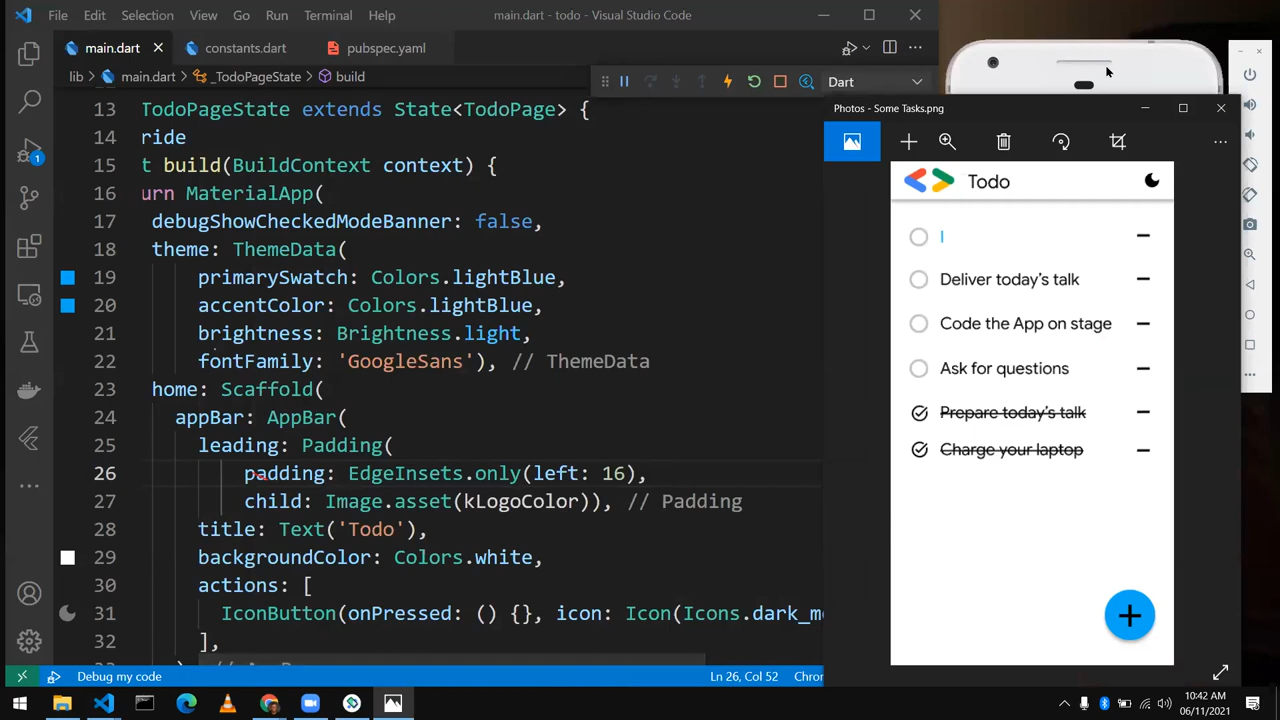 File Edit Selection View Go Run Terminal Help main.dart - todo - Visual Studio Code
main.dart constants.dart pubspec.yaml
lib > main.dart > _TodoPageState > build
Dart
13 TodoPageState extends State<TodoPage> {
14 ride
15 t build(BuildContext context) {
16 urn MaterialApp(
17 debugShowCheckedModeBanner: false,
18 theme: ThemeData(
19 primarySwatch: Colors.lightBlue,
20 accentColor: Colors.lightBlue,
21 brightness: Brightness.light,
22 fontFamily: 'GoogleSans'), // ThemeData
23 home: Scaffold(
24 appBar: AppBar(
25 leading: Padding(
26 padding: EdgeInsets.only(left: 16),
27 child: Image.asset(kLogoColor)), // Padding
28 title: Text('Todo'),
29 backgroundColor: Colors.white,
30 actions: [
31 IconButton(onPressed: () {}, icon: Icon(Icons.dark_m
32 ],
1
Debug my code Ln 26, Col 52 Chrom
Photos - Some Tasks.png
Todo
Deliver today's talk
Code the App on stage
Ask for questions
Prepare today's talk
Charge your laptop
10:42 AM
06/11/2021